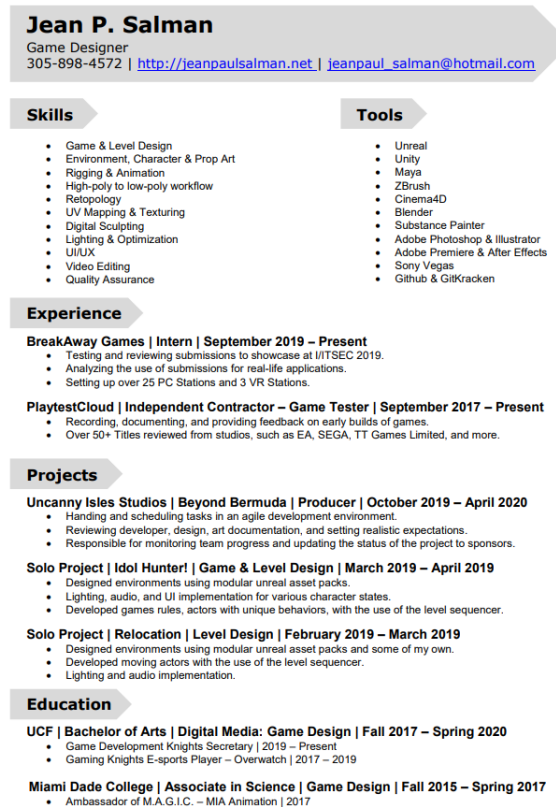 Jean P. Salman
Game Designer
305-898-4572 | http://jeanpaulsalman.net | jeanpaul_salman@hotmail.com
Skills
• Game & Level Design
• Environment, Character & Prop Art
• Rigging & Animation
• High-poly to low-poly workflow
• Retopology
• UV Mapping & Texturing
• Digital Sculpting
• Lighting & Optimization
• UI/UX
• Video Editing
• Quality Assurance
Tools
• Unreal
• Unity
• Maya
• ZBrush
• Cinema4D
• Blender
• Substance Painter
• Adobe Photoshop & Illustrator
• Adobe Premiere & After Effects
• Sony Vegas
• Github & GitKracken
Experience
BreakAway Games | Intern | September 2019 – Present
• Testing and reviewing submissions to showcase at I/ITSEC 2019.
• Analyzing the use of submissions for real-life applications.
• Setting up over 25 PC Stations and 3 VR Stations.
PlaytestCloud | Independent Contractor – Game Tester | September 2017 – Present
• Recording, documenting, and providing feedback on early builds of games.
• Over 50+ Titles reviewed from studios, such as EA, SEGA, TT Games Limited, and more.
Projects
Uncanny Isles Studios | Beyond Bermuda | Producer | October 2019 – April 2020
• Handing and scheduling tasks in an agile development environment.
• Reviewing developer, design, art documentation, and setting realistic expectations.
• Responsible for monitoring team progress and updating the status of the project to sponsors.
Solo Project | Idol Hunter! | Game & Level Design | March 2019 – April 2019
• Designed environments using modular unreal asset packs.
• Lighting, audio, and UI implementation for various character states.
• Developed games rules, actors with unique behaviors, with the use of the level sequencer.
Solo Project | Relocation | Level Design | February 2019 – March 2019
• Designed environments using modular unreal asset packs and some of my own.
• Developed moving actors with the use of the level sequencer.
• Lighting and audio implementation.
Education
UCF | Bachelor of Arts | Digital Media: Game Design | Fall 2017 – Spring 2020
• Game Development Knights Secretary | 2019 – Present
• Gaming Knights E-sports Player – Overwatch | 2017 – 2019
Miami Dade College | Associate in Science | Game Design | Fall 2015 – Spring 2017
• Ambassador of M.A.G.I.C. – MIA Animation | 2017